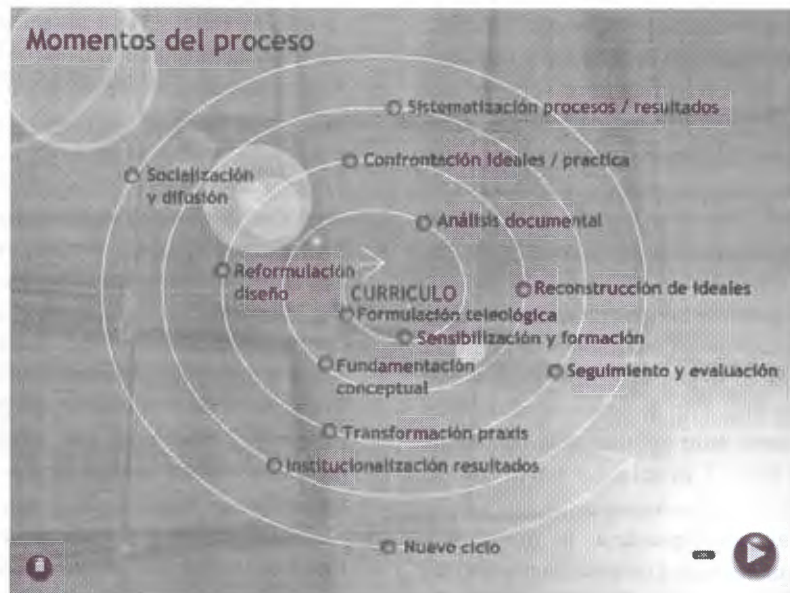 Momentos del proceso
Sistematización procesos / resultados
Confrontación ideales / practica
Socialización
y difusión
Análisis documental
Reformulación
diseño
CURRICULO
Reconstrucción de ideales
Formulación teleológica
Sensibilización y formación
Fundamentación
conceptual
Seguimiento y evaluación
Transformación praxis
Institucionalización resultados
Nuevo ciclo